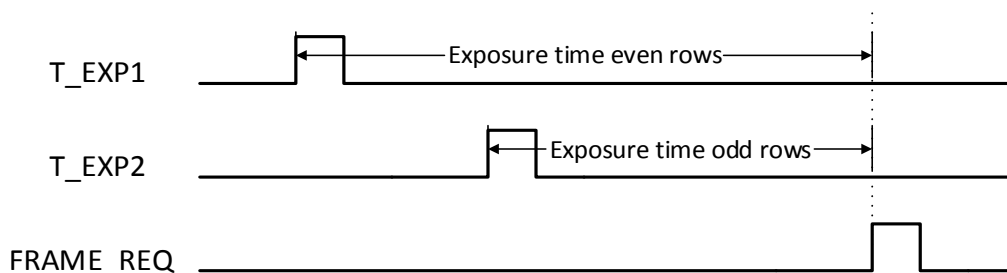 Exposure time even rows
T_EXP1
Exposure time odd rows
T_EXP2
FRAME_REQ